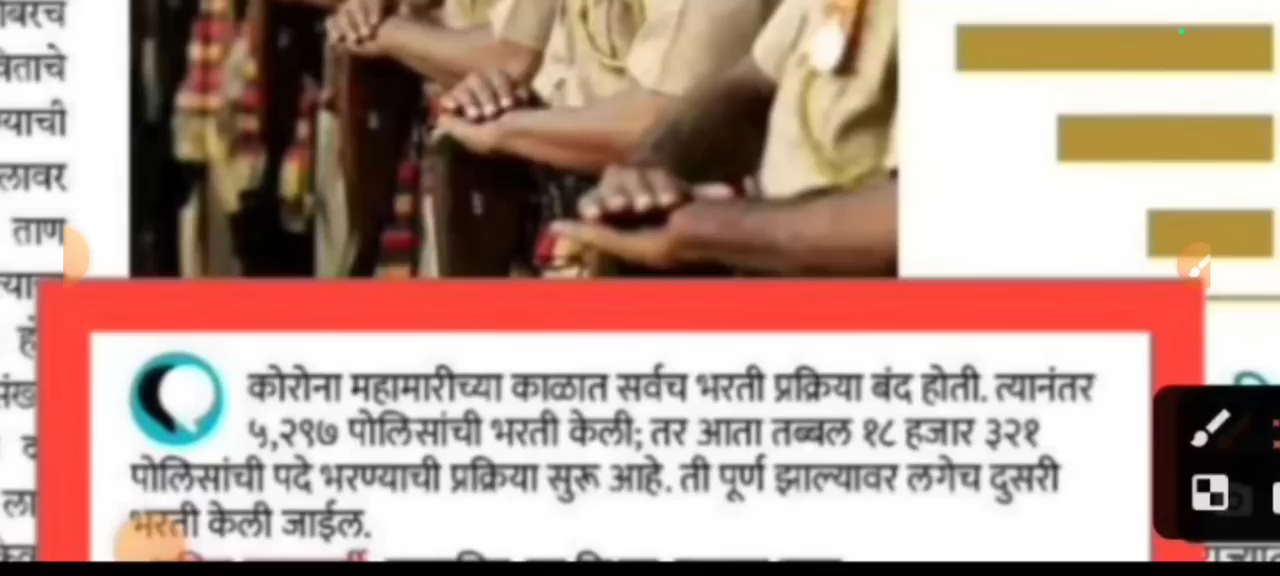 ताण
कोरोना महामारीच्या काळात सर्वच भरती प्रक्रिया बंद होती. त्यानंतर
५,२९७ पोलिसांची भरती केली; तर आता तब्बल १८ हजार ३२१
पोलिसांची पदे भरण्याची प्रक्रिया सुरू आहे. ती पूर्ण झाल्यावर लगेच दुसरी
भरती केली जाईल.